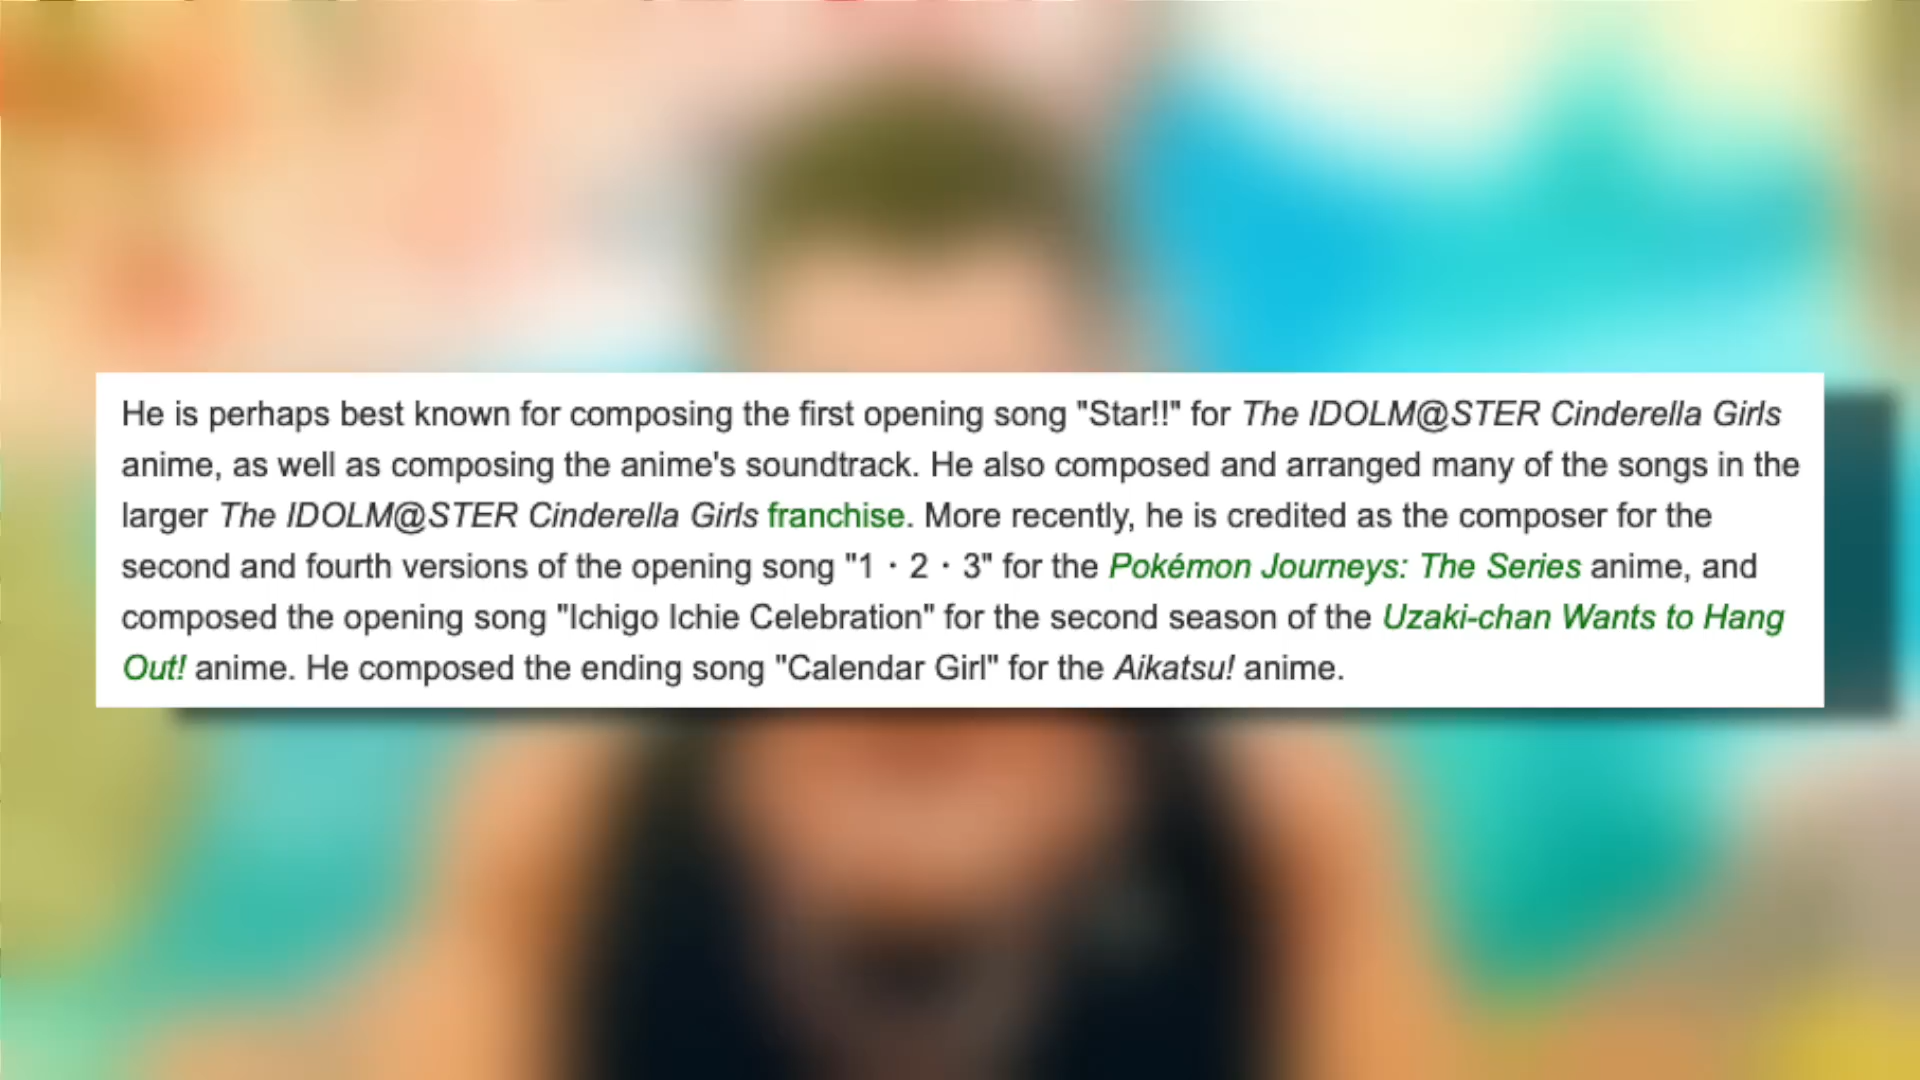 He is perhaps best known for composing the first opening song "Star!!" for The IDOLM@STER Cinderella Girls
anime, as well as composing the anime's soundtrack. He also composed and arranged many of the songs in the
larger The IDOLM@STER Cinderella Girls franchise. More recently, he is credited as the composer for the
second and fourth versions of the opening song "1・2・3" for the Pokémon Journeys: The Series anime, and
composed the opening song "Ichigo Ichie Celebration" for the second season of the Uzaki-chan Wants to Hang
Out! anime. He composed the ending song "Calendar Girl" for the Aikatsu! anime.